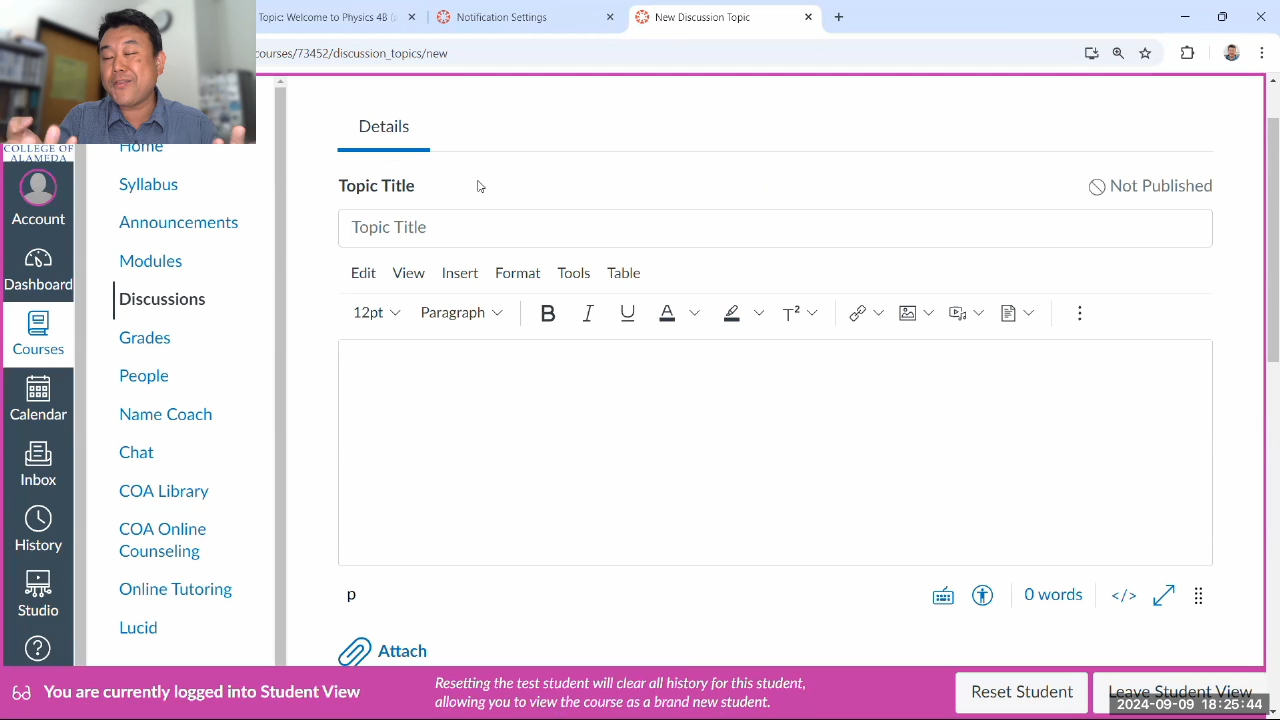 Topic: Welcome to Physics 4B (
Notification Settings
New Discussion Topic
courses/73452/discussion_topics/new
COLLEGE OF
ALAMEDA
Account
Dashboard
Courses
Calendar
Inbox
History
Studio
Home
Syllabus
Announcements
Modules
Discussions
Grades
People
Name Coach
Chat
COA Library
COA Online
Counseling
Online Tutoring
Lucid
Details
Topic Title
Not Published
Topic Title
Edit View Insert Format Tools Table
12pt Paragraph B I U A T²
p
0 words </>
Attach
You are currently logged into Student View
Resetting the test student will clear all history for this student,
allowing you to view the course as a brand new student.
Reset Student
Leave Student View
2024-09-09 18:25:44